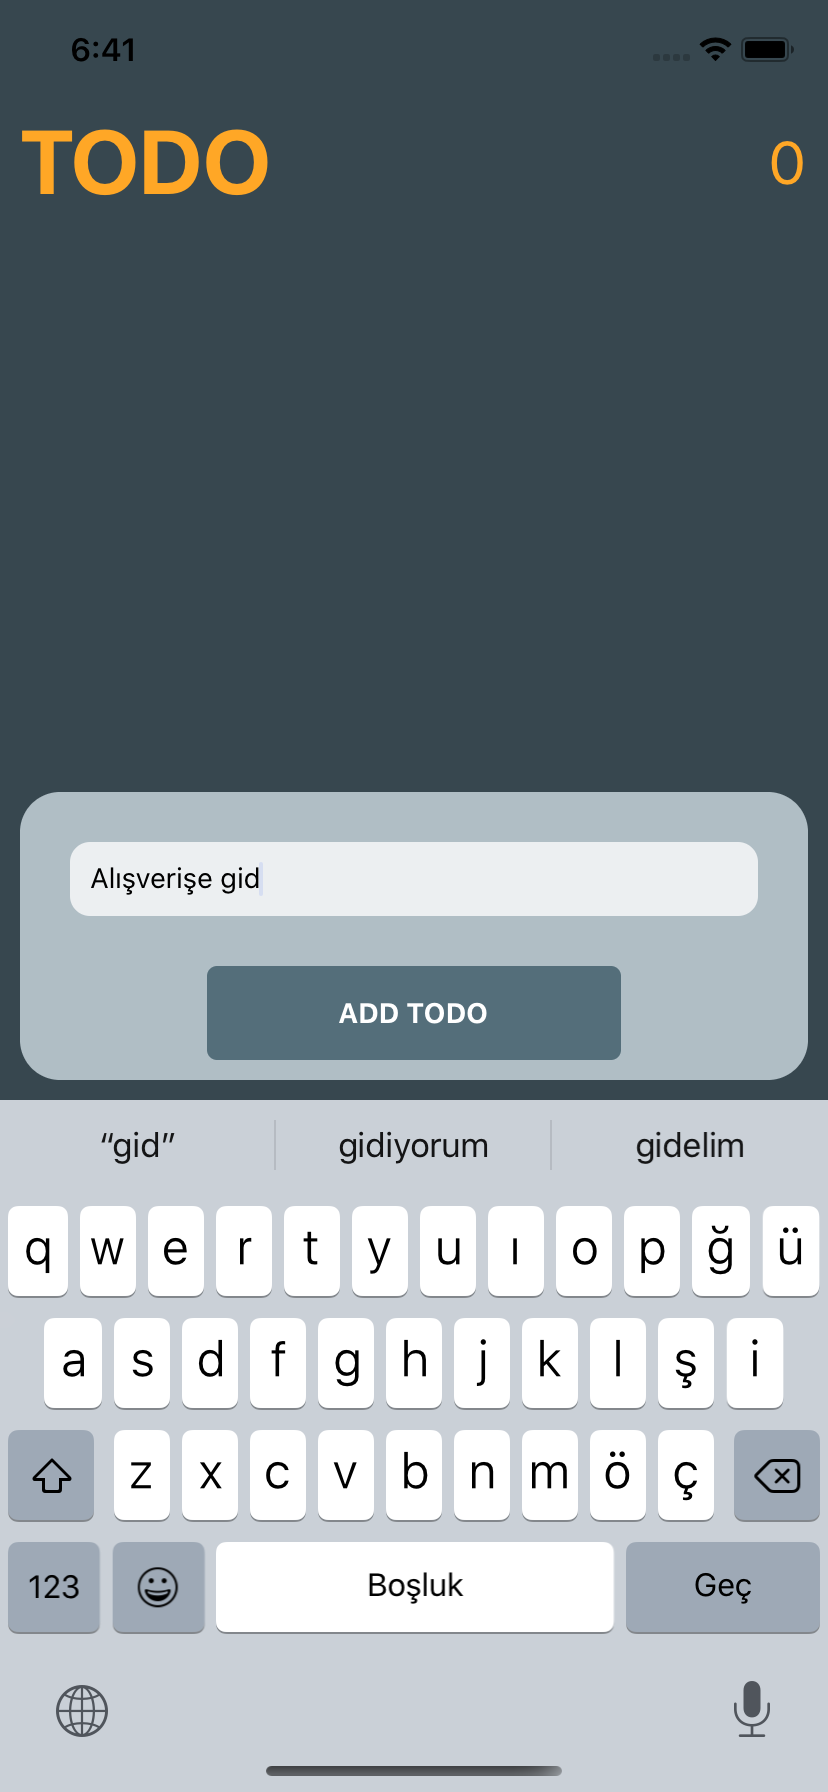 6:41
TODO 0
Alışverişe gid
ADD TODO
“gid” gidiyorum gidelim
q w e r t y u ı o p ğ ü
a s d f g h j k l ş i
z x c v b n m ö ç
123 Boşluk Geç